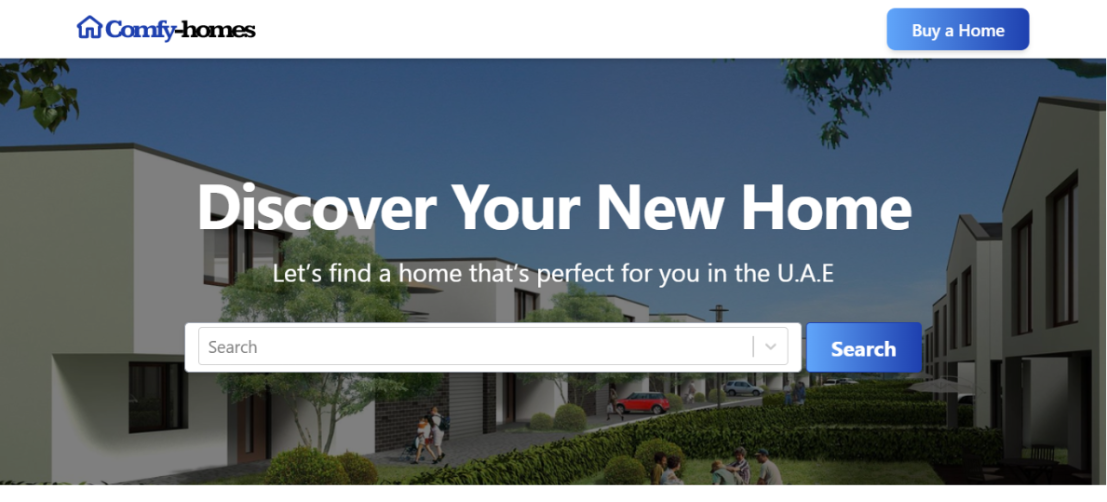 Comfy-homes
Buy a Home
Discover Your New Home
Let's find a home that's perfect for you in the U.A.E
Search
Search